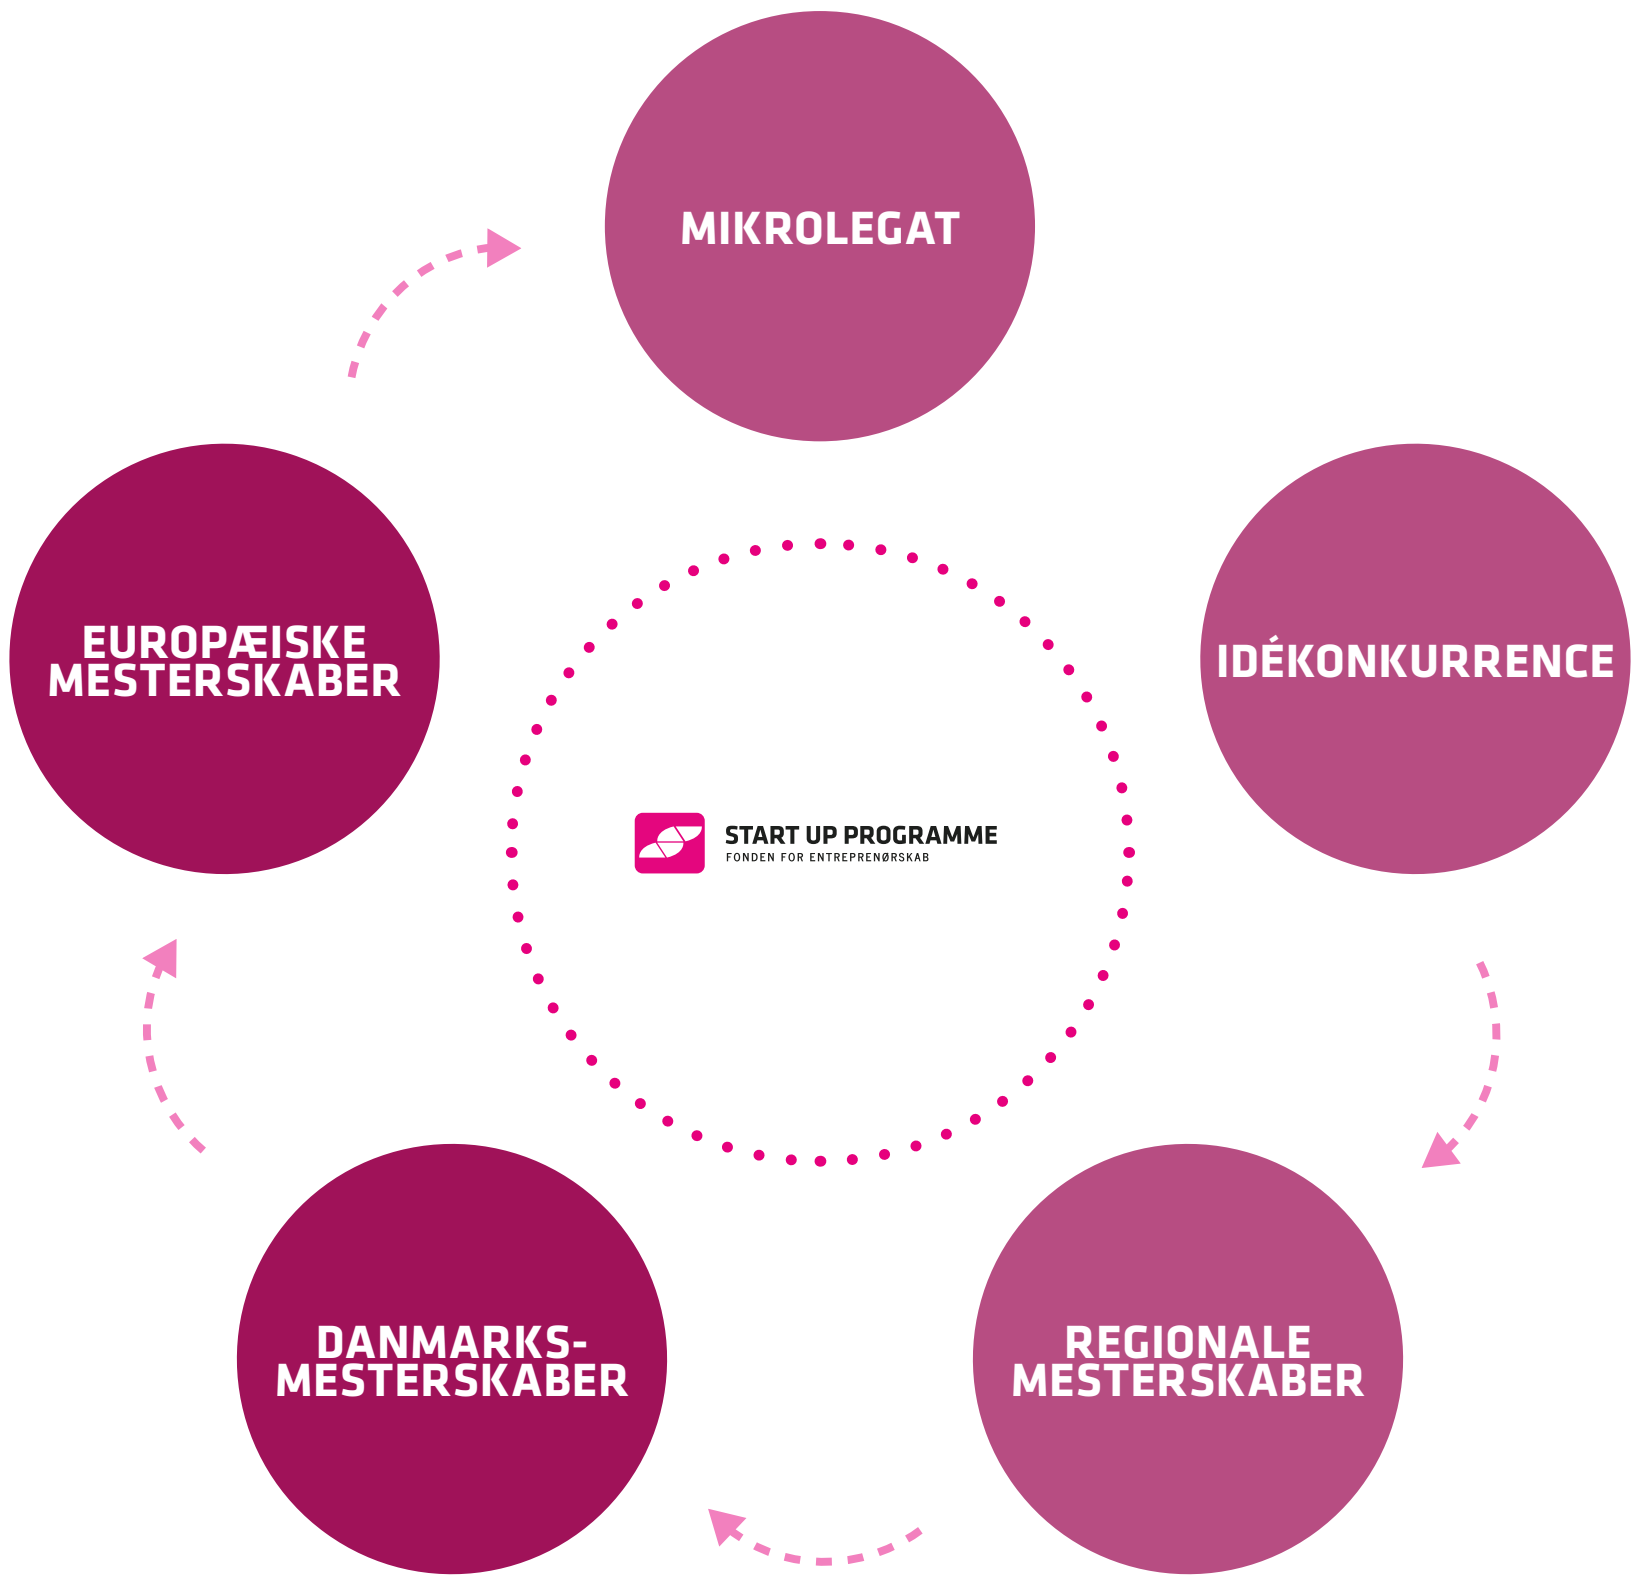 MIKROLEGAT
EUROPÆISKE
MESTERSKABER
IDÉKONKURRENCE
START UP PROGRAMME
FONDEN FOR ENTREPRENØRSKAB
DANMARKS-
MESTERSKABER
REGIONALE
MESTERSKABER